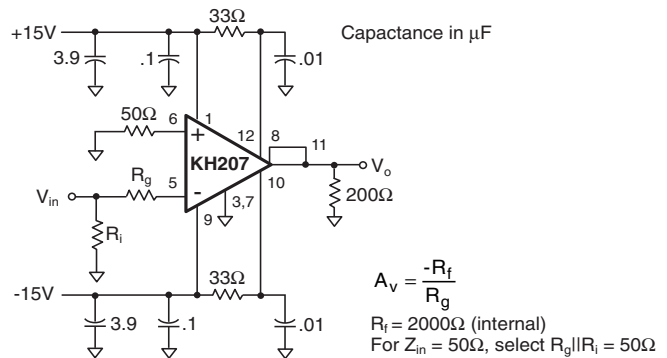 33Ω
+15V
Capactance in μF
3.9
.1
.01
50Ω
6
1
+
12
8
11
KH207
Vo
Rg
5
-
10
Vin
3,7
200Ω
9
Ri
33Ω
-15V
3.9
.1
.01
Av = -Rf / Rg
Rf = 2000Ω (internal)
For Zin = 50Ω, select Rg||Ri = 50Ω